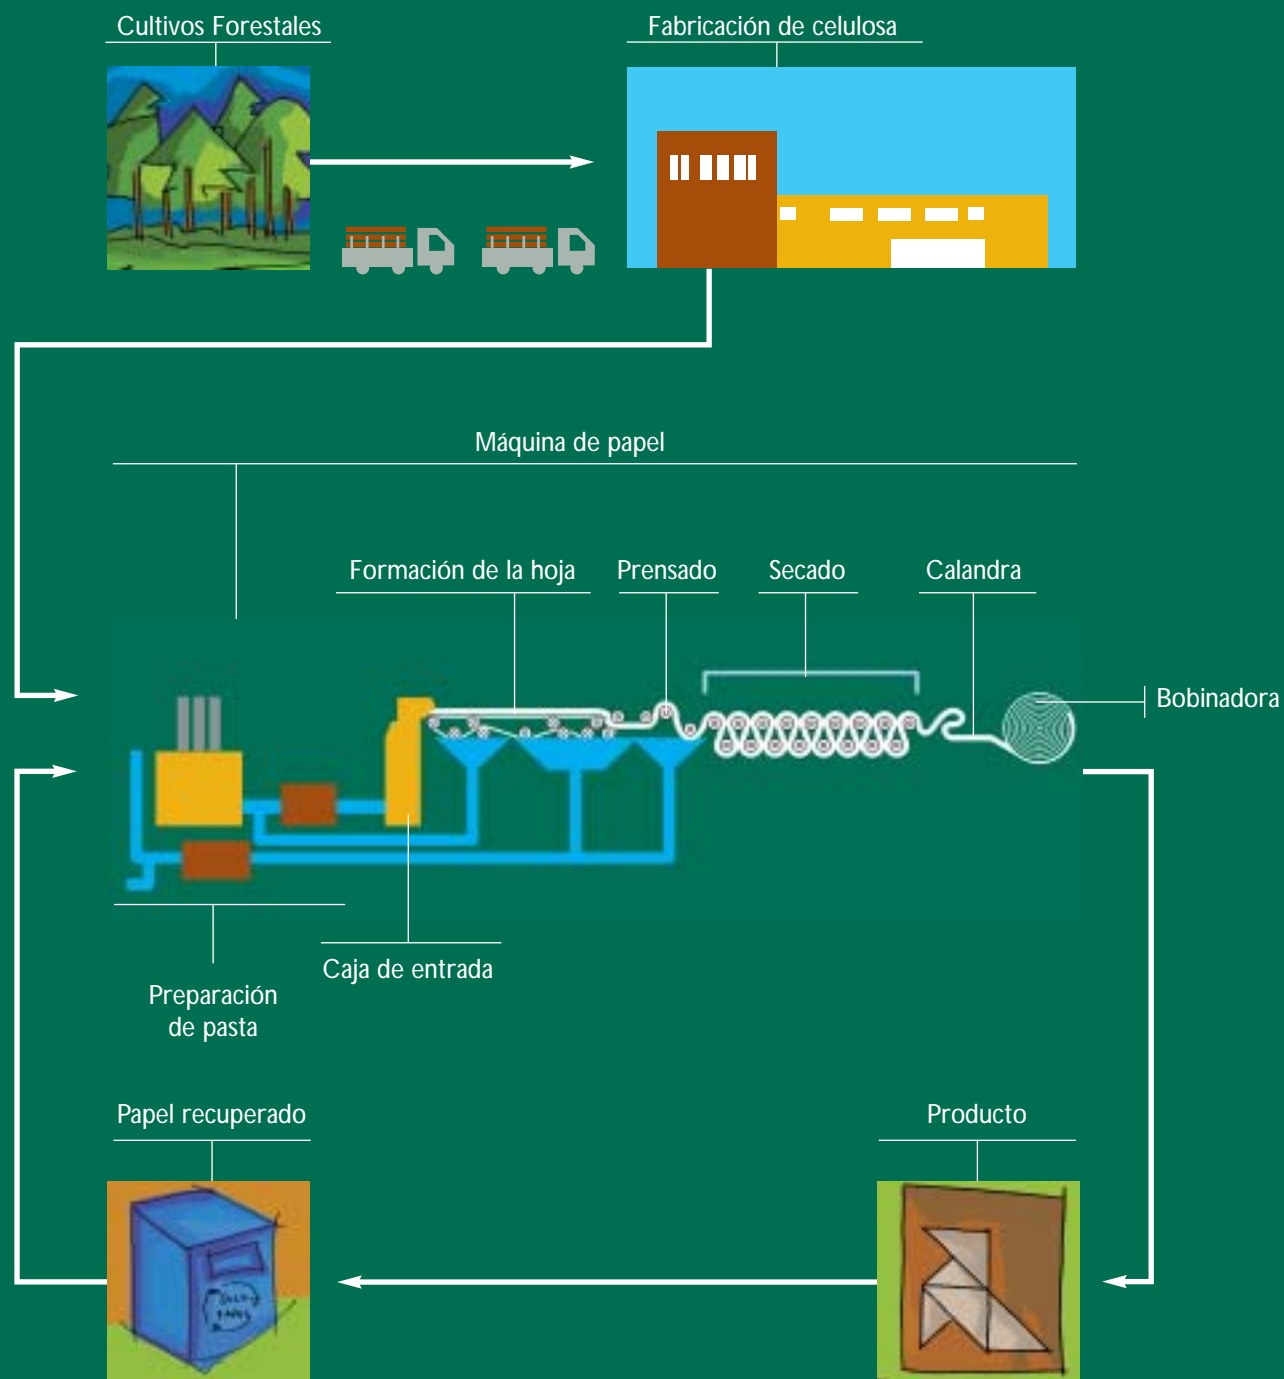 Cultivos Forestales
Fabricación de celulosa
Máquina de papel
Formación de la hoja
Prensado
Secado
Calandra
Bobinadora
Caja de entrada
Preparación
de pasta
Papel recuperado
Producto